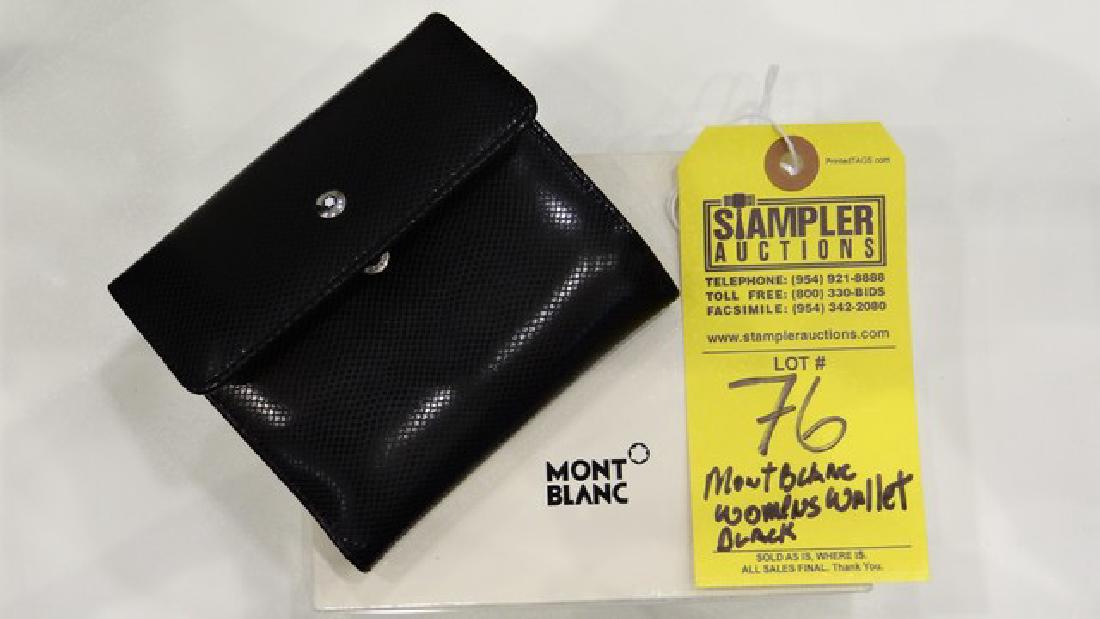 MONT
BLANC
PrintedTAGS.com
STAMPLER
AUCTIONS
TELEPHONE: (954) 921-8888
TOLL FREE: (800) 330-BIDS
FACSIMILE: (954) 342-2080
www.stamplerauctions.com
LOT #
76
MontBlanc
womens wallet
Black
SOLD AS IS, WHERE IS.
ALL SALES FINAL. Thank You.